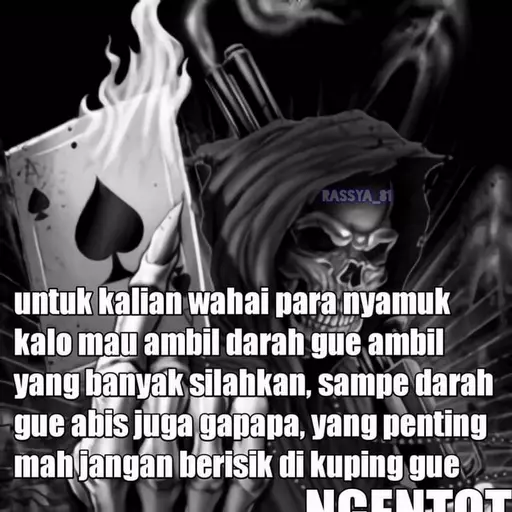 RASSYA_81
untuk kalian wahai para nyamuk
kalo mau ambil darah gue ambil
yang banyak silahkan, sampe darah
gue abis juga gapapa, yang penting
mah jangan berisik di kuping gue
NGENTOT